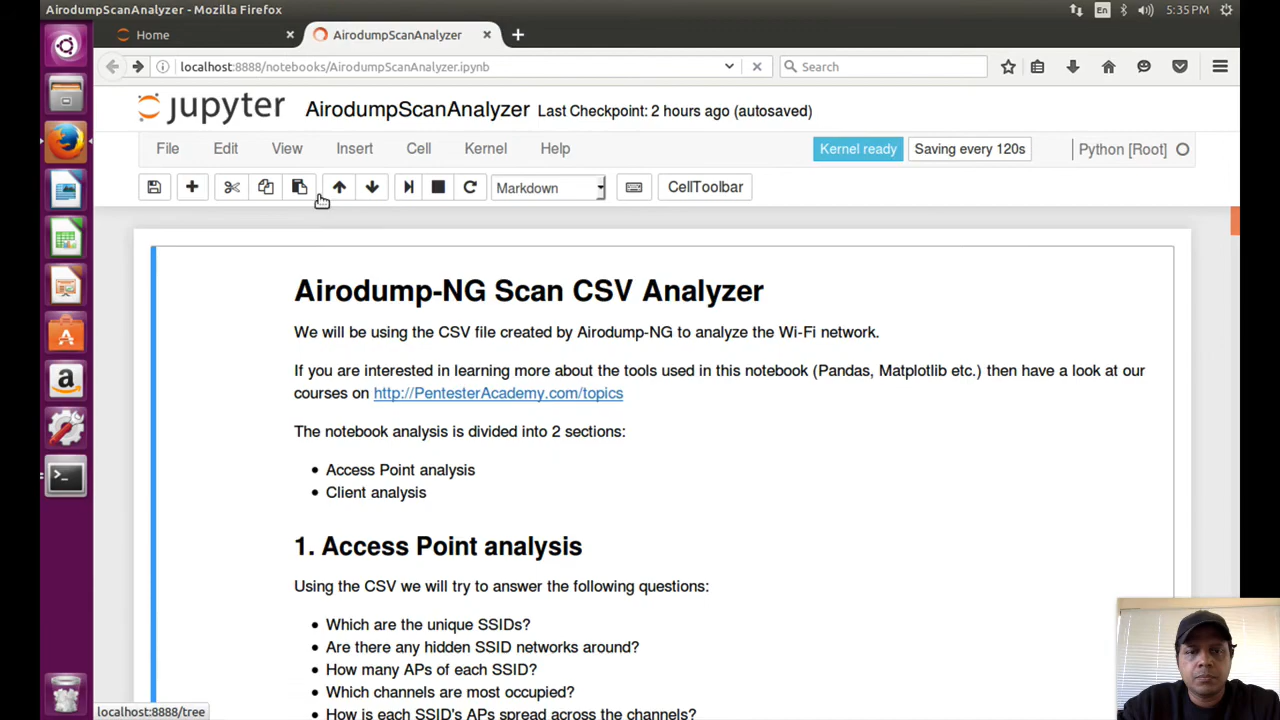 AirodumpScanAnalyzer - Mozilla Firefox
En
5:35PM
Home
AirodumpScanAnalyzer
localhost:8888/notebooks/AirodumpScanAnalyzer.ipynb
Search
jupyter AirodumpScanAnalyzer Last Checkpoint: 2 hours ago (autosaved)
File Edit View Insert Cell Kernel Help Kernel ready Saving every 120s Python [Root]
Markdown CellToolbar
Airodump-NG Scan CSV Analyzer
We will be using the CSV file created by Airodump-NG to analyze the Wi-Fi network.
If you are interested in learning more about the tools used in this notebook (Pandas, Matplotlib etc.) then have a look at our
courses on http://PentesterAcademy.com/topics
The notebook analysis is divided into 2 sections:
• Access Point analysis
• Client analysis
1. Access Point analysis
Using the CSV we will try to answer the following questions:
• Which are the unique SSIDs?
• Are there any hidden SSID networks around?
• How many APs of each SSID?
• Which channels are most occupied?
• How is each SSID's APs spread across the channels?
localhost:8888/tree